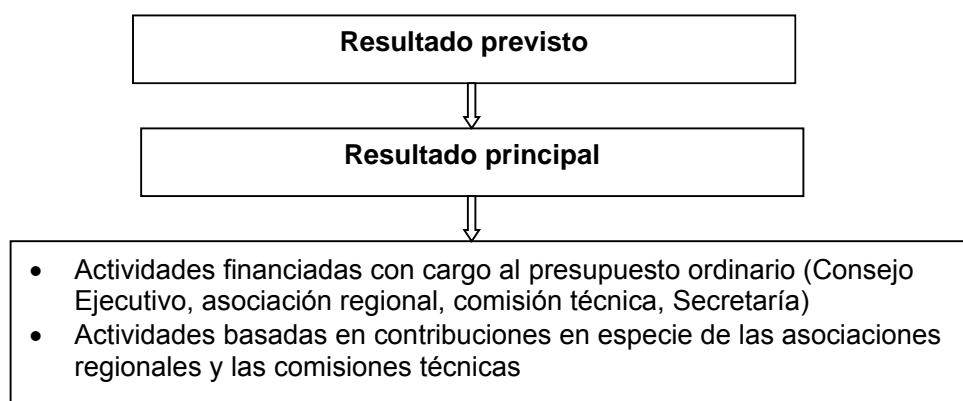 Resultado previsto
Resultado principal
• Actividades financiadas con cargo al presupuesto ordinario (Consejo
Ejecutivo, asociación regional, comisión técnica, Secretaría)
• Actividades basadas en contribuciones en especie de las asociaciones
regionales y las comisiones técnicas